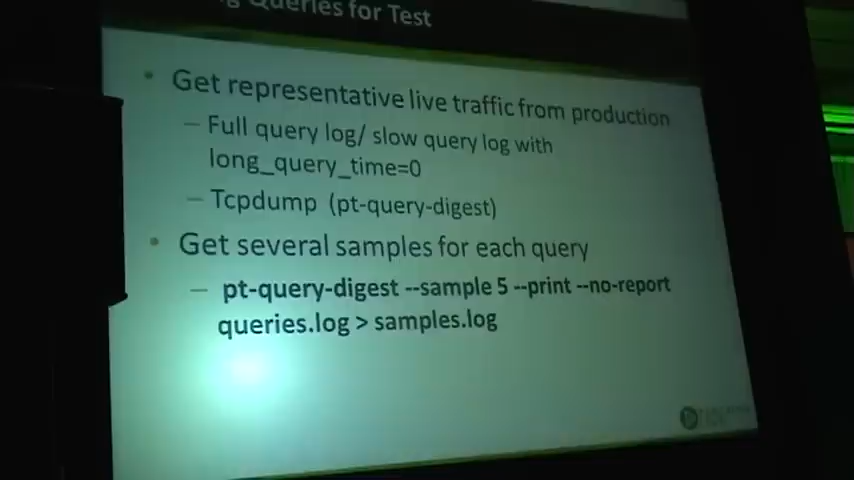 Queries for Test
• Get representative live traffic from production
– Full query log/ slow query log with
long_query_time=0
– Tcpdump (pt-query-digest)
• Get several samples for each query
– pt-query-digest --sample 5 --print --no-report
queries.log > samples.log